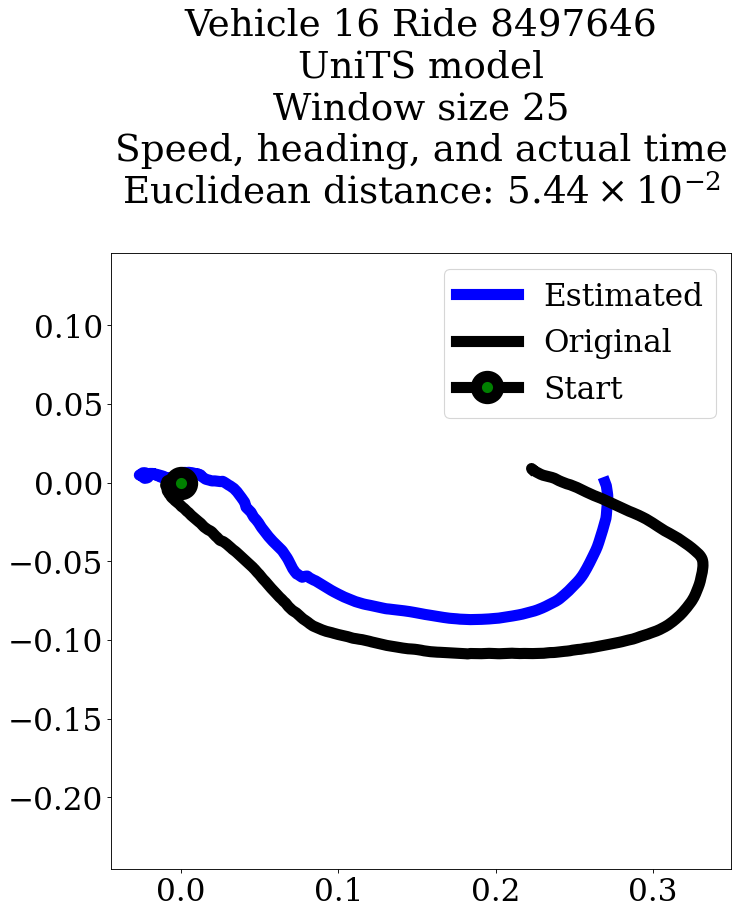 Vehicle 16 Ride 8497646
UniTS model
Window size 25
Speed, heading, and actual time
Euclidean distance: 5.44 × 10⁻²
Estimated
Original
Start
0.10
0.05
0.00
−0.05
−0.10
−0.15
−0.20
0.0 0.1 0.2 0.3